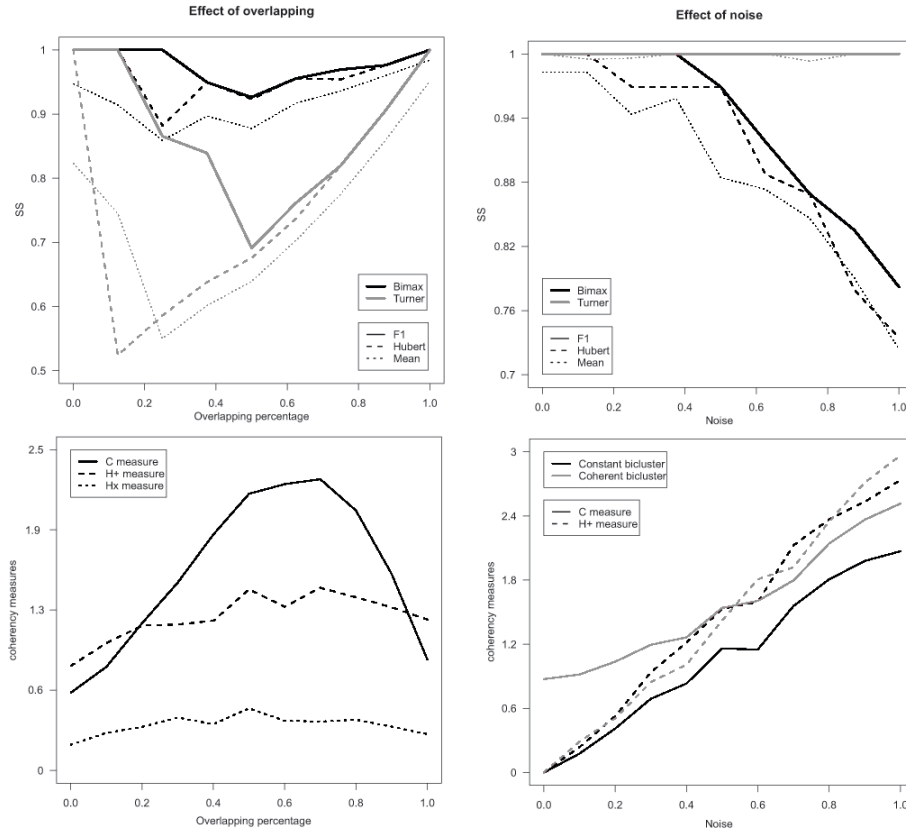 Effect of overlapping
SS
1
0.9
0.8
0.7
0.6
0.5
Bimax
Turner
F1
Hubert
Mean
0.0 0.2 0.4 0.6 0.8 1.0
Overlapping percentage
Effect of noise
SS
1
0.94
0.88
0.82
0.76
0.7
Bimax
Turner
F1
Hubert
Mean
0.0 0.2 0.4 0.6 0.8 1.0
Noise
coherency measures
2.5
1.9
1.3
0.6
0
C measure
H+ measure
Hx measure
0.0 0.2 0.4 0.6 0.8 1.0
Overlapping percentage
coherency measures
3
2.4
1.8
1.2
0.6
0
Constant bicluster
Coherent bicluster
C measure
H+ measure
0.0 0.2 0.4 0.6 0.8 1.0
Noise